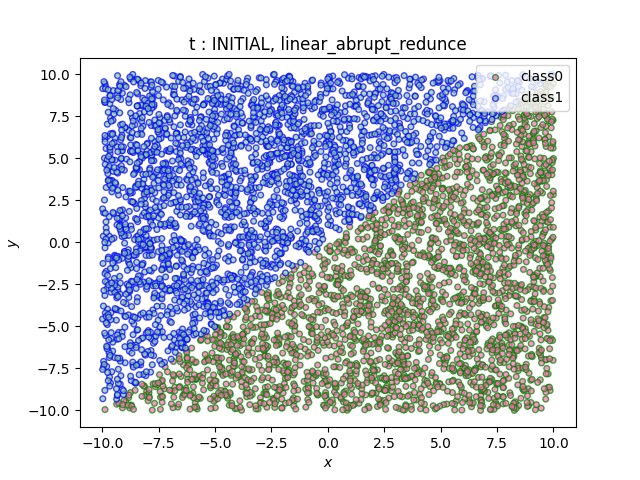 t : INITIAL, linear_abrupt_redunce
class0
class1
10.0
7.5
5.0
2.5
0.0
−2.5
−5.0
−7.5
−10.0
y
−10.0 −7.5 −5.0 −2.5 0.0 2.5 5.0 7.5 10.0
x